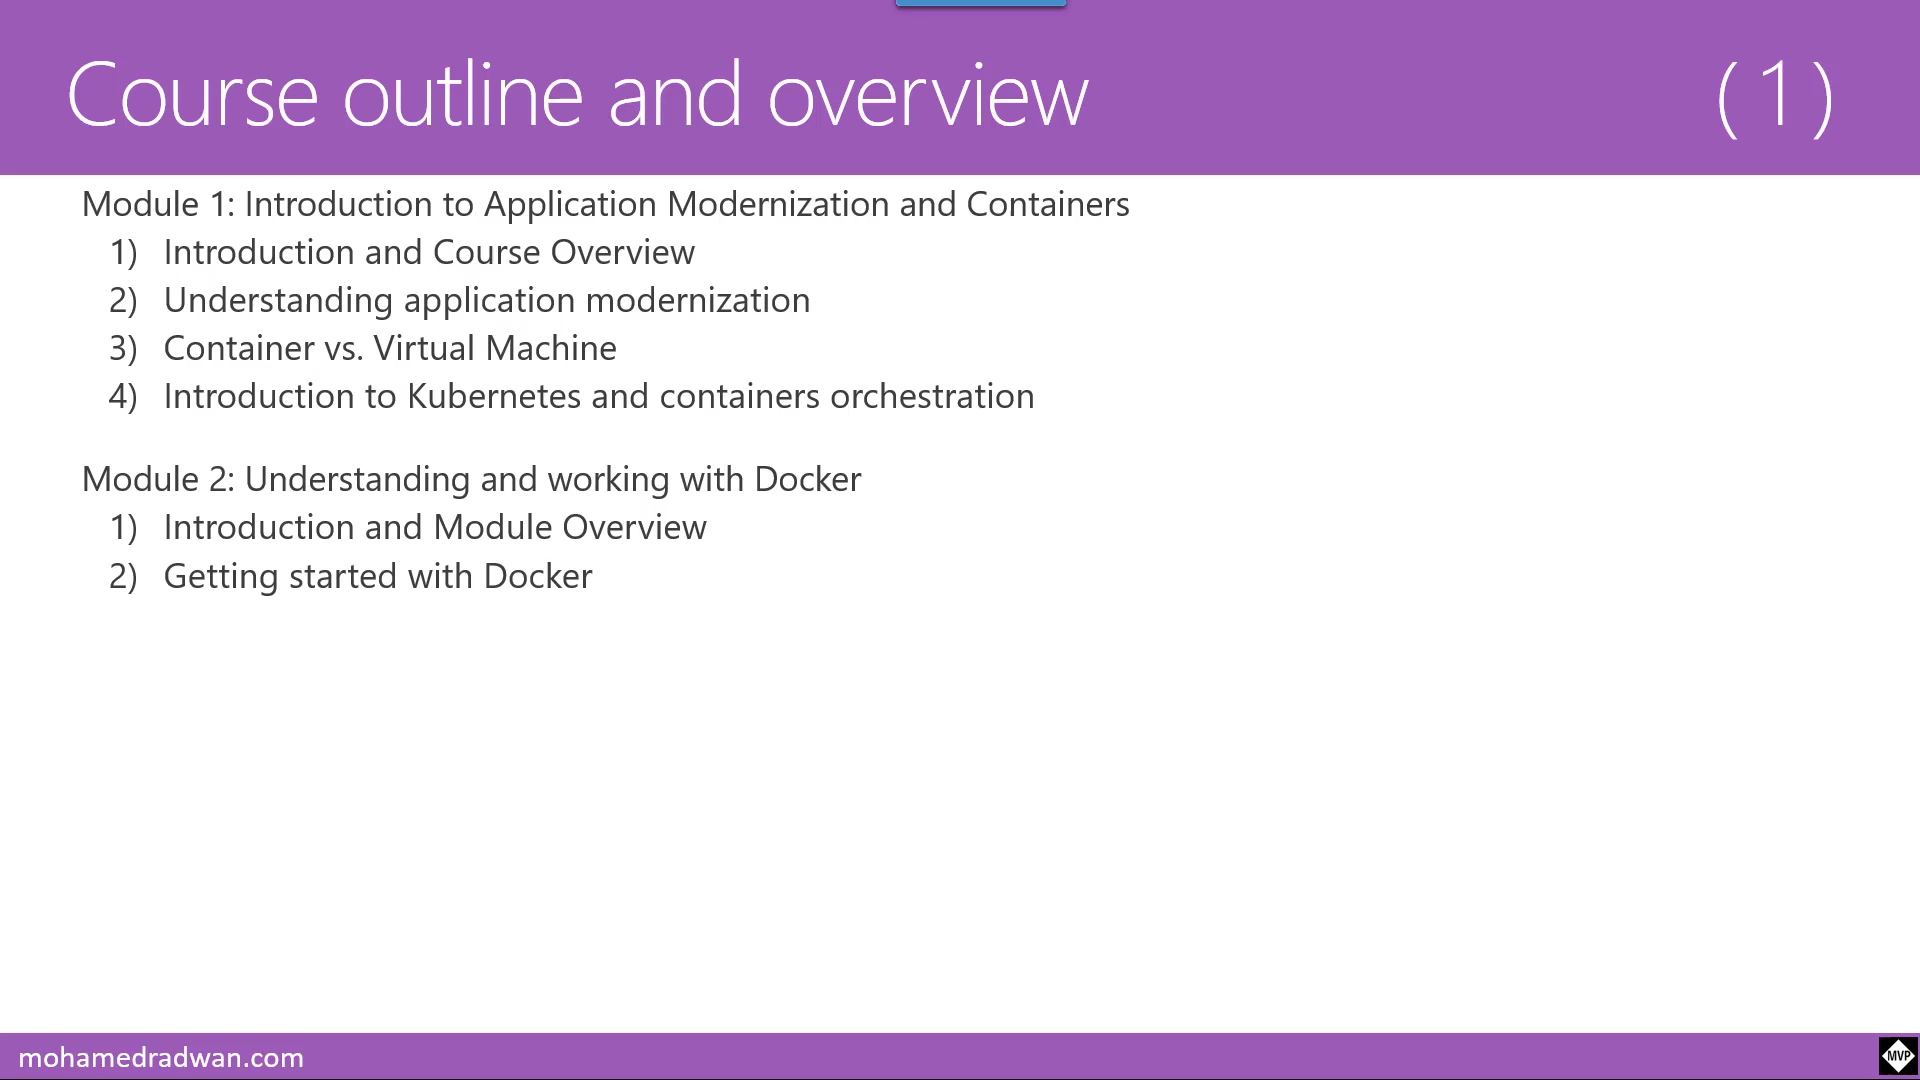 Course outline and overview (1)
Module 1: Introduction to Application Modernization and Containers
1) Introduction and Course Overview
2) Understanding application modernization
3) Container vs. Virtual Machine
4) Introduction to Kubernetes and containers orchestration
Module 2: Understanding and working with Docker
1) Introduction and Module Overview
2) Getting started with Docker
mohamedradwan.com
MVP